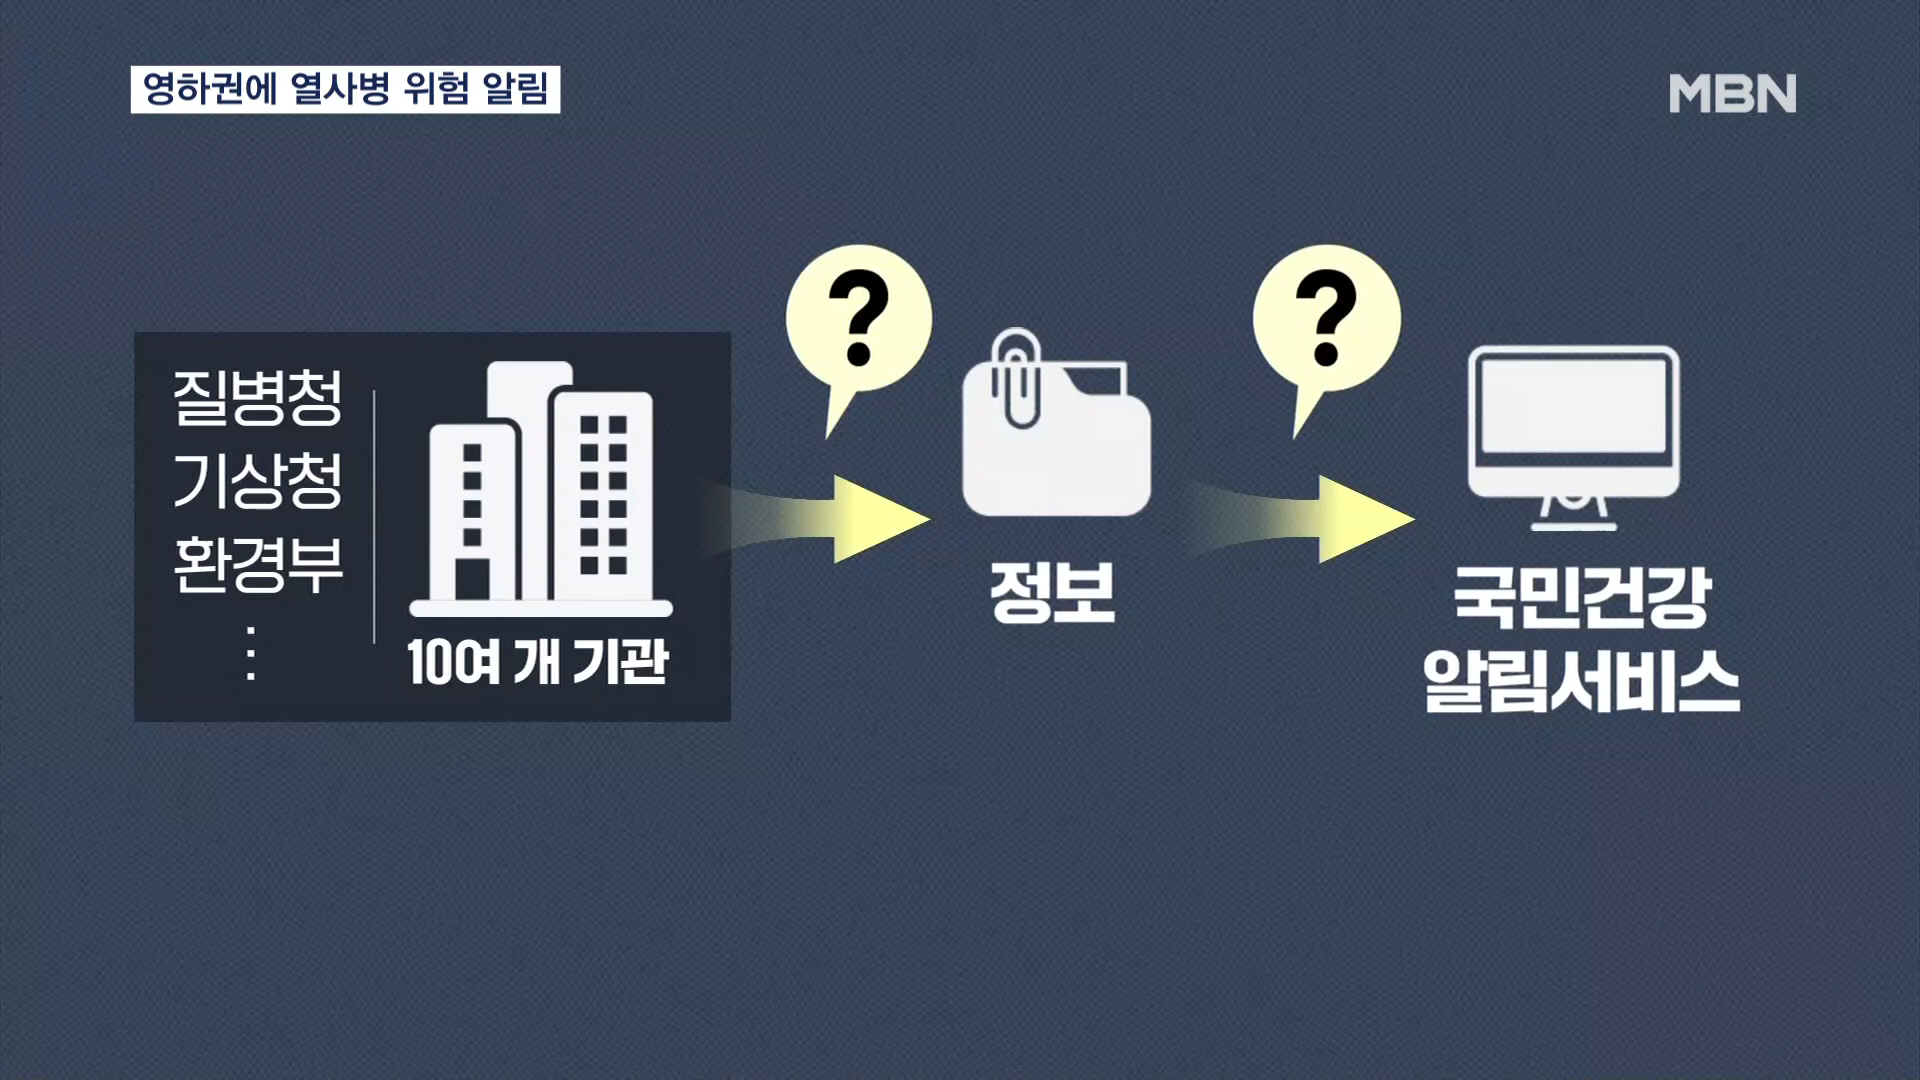 영하권에 열사병 위험 알림
MBN
?
?
질병청
기상청
환경부
⋮
10여 개 기관
정보
국민건강
알림서비스